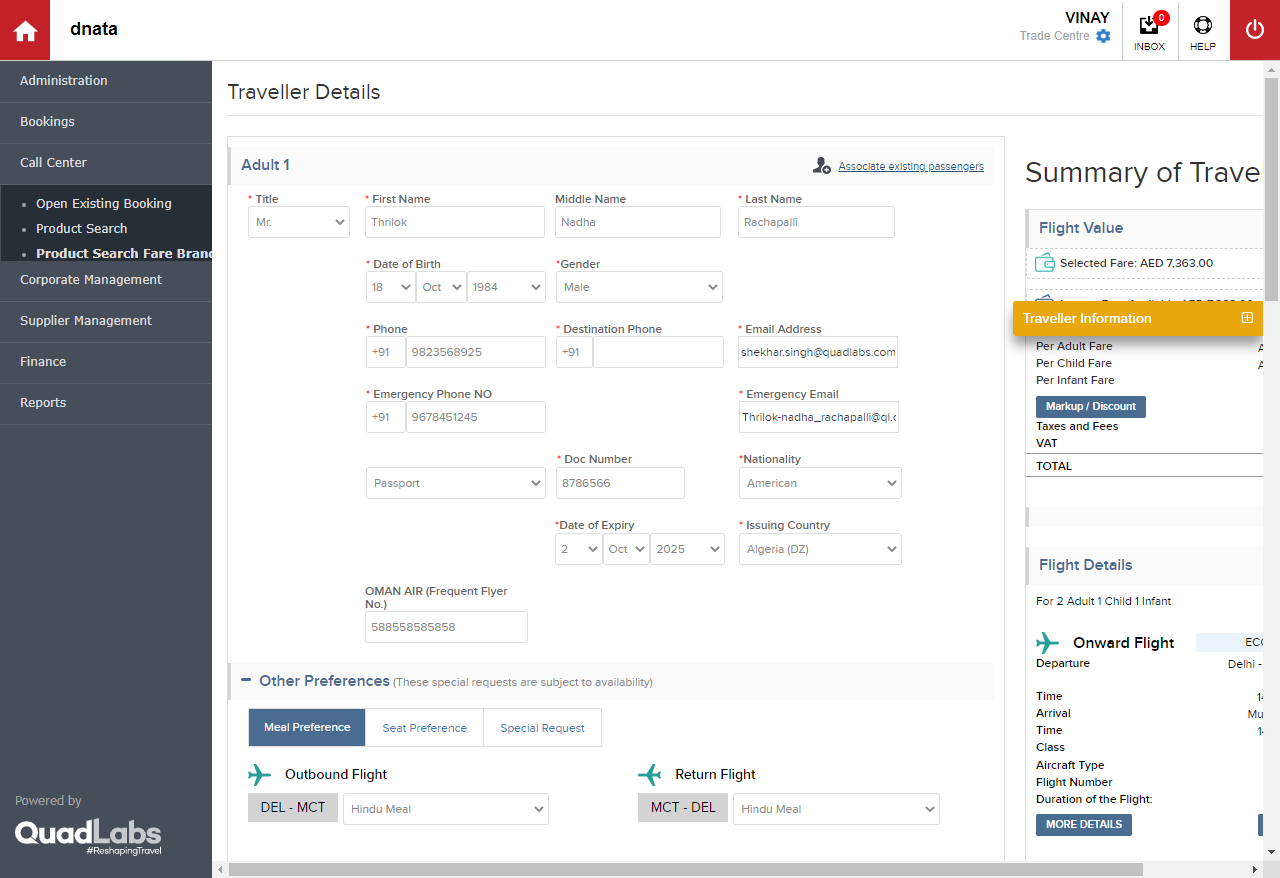 dnata
VINAY
Trade Centre
0
INBOX
HELP
Administration
Bookings
Call Center
Open Existing Booking
Product Search
Product Search Fare Brand
Corporate Management
Supplier Management
Finance
Reports
Powered by
QuadLabs
#ReshapingTravel
Traveller Details
Adult 1
Associate existing passengers
* Title
* First Name
Middle Name
* Last Name
Mr.
Thrilok
Nadha
Rachapalli
* Date of Birth
*Gender
18
Oct
1984
Male
* Phone
* Destination Phone
* Email Address
+91
9823568925
+91
shekhar.singh@quadlabs.com
* Emergency Phone NO
* Emergency Email
+91
9678451245
Thrilok-nadha_rachapalli@ql.c
* Doc Number
*Nationality
Passport
8786566
American
*Date of Expiry
* Issuing Country
2
Oct
2025
Algeria (DZ)
OMAN AIR (Frequent Flyer
No.)
588558585858
Other Preferences (These special requests are subject to availability)
Meal Preference
Seat Preference
Special Request
Outbound Flight
Return Flight
DEL - MCT
Hindu Meal
MCT - DEL
Hindu Meal
Summary of Trave
Flight Value
Selected Fare: AED 7,363.00
Traveller Information
Per Adult Fare
Per Child Fare
Per Infant Fare
Markup / Discount
Taxes and Fees
VAT
TOTAL
Flight Details
For 2 Adult 1 Child 1 Infant
Onward Flight
ECO
Departure
Delhi -
Time
Arrival
Mu
Time
Class
Aircraft Type
Flight Number
Duration of the Flight:
MORE DETAILS